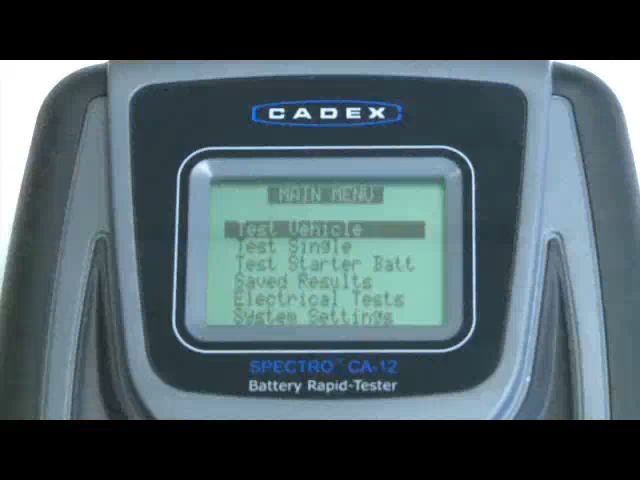 CADEX
MAIN MENU
Test Vehicle
Test Single
Test Starter Batt
Saved Results
Electrical Tests
System Settings
SPECTRO™ CA-12
Battery Rapid-Tester